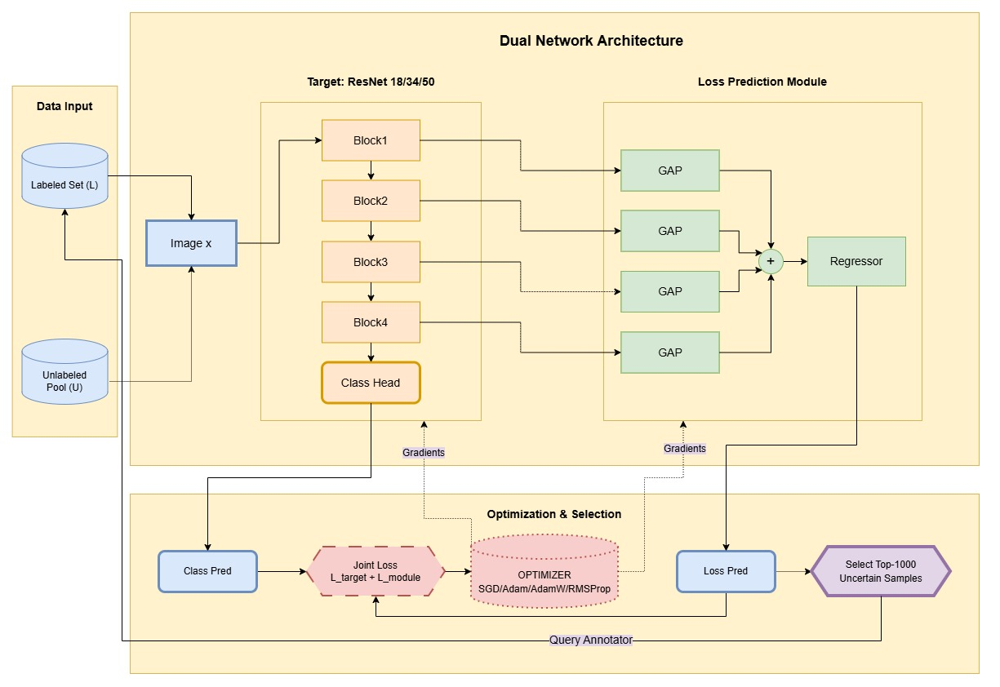 Dual Network Architecture
Target: ResNet 18/34/50
Loss Prediction Module
Data Input
Labeled Set (L)
Unlabeled
Pool (U)
Image x
Block1
Block2
Block3
Block4
Class Head
GAP
GAP
GAP
GAP
+
Regressor
Gradients
Gradients
Optimization & Selection
Class Pred
Joint Loss
L_target + L_module
OPTIMIZER
SGD/Adam/AdamW/RMSProp
Loss Pred
Select Top-1000
Uncertain Samples
Query Annotator